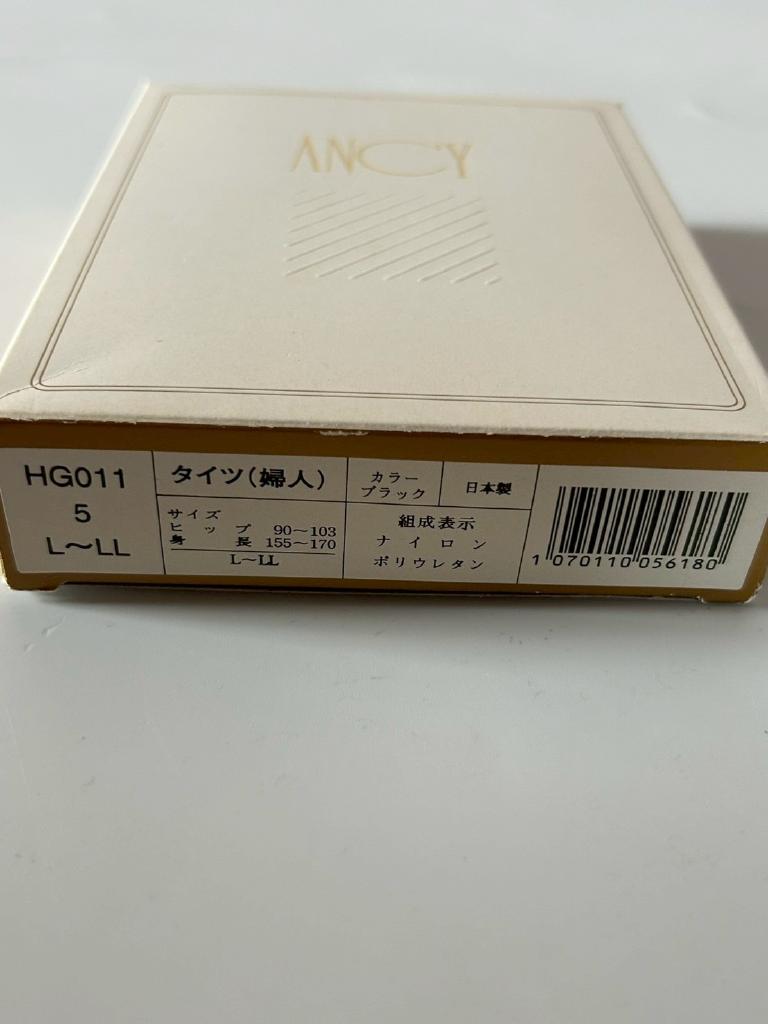 ANCY
HG011
5
L～LL
タイツ(婦人)
サイズ
ヒップ 90～103
身長 155～170
L～LL
カラー
ブラック
日本製
組成表示
ナイロン
ポリウレタン
1 070110 056180